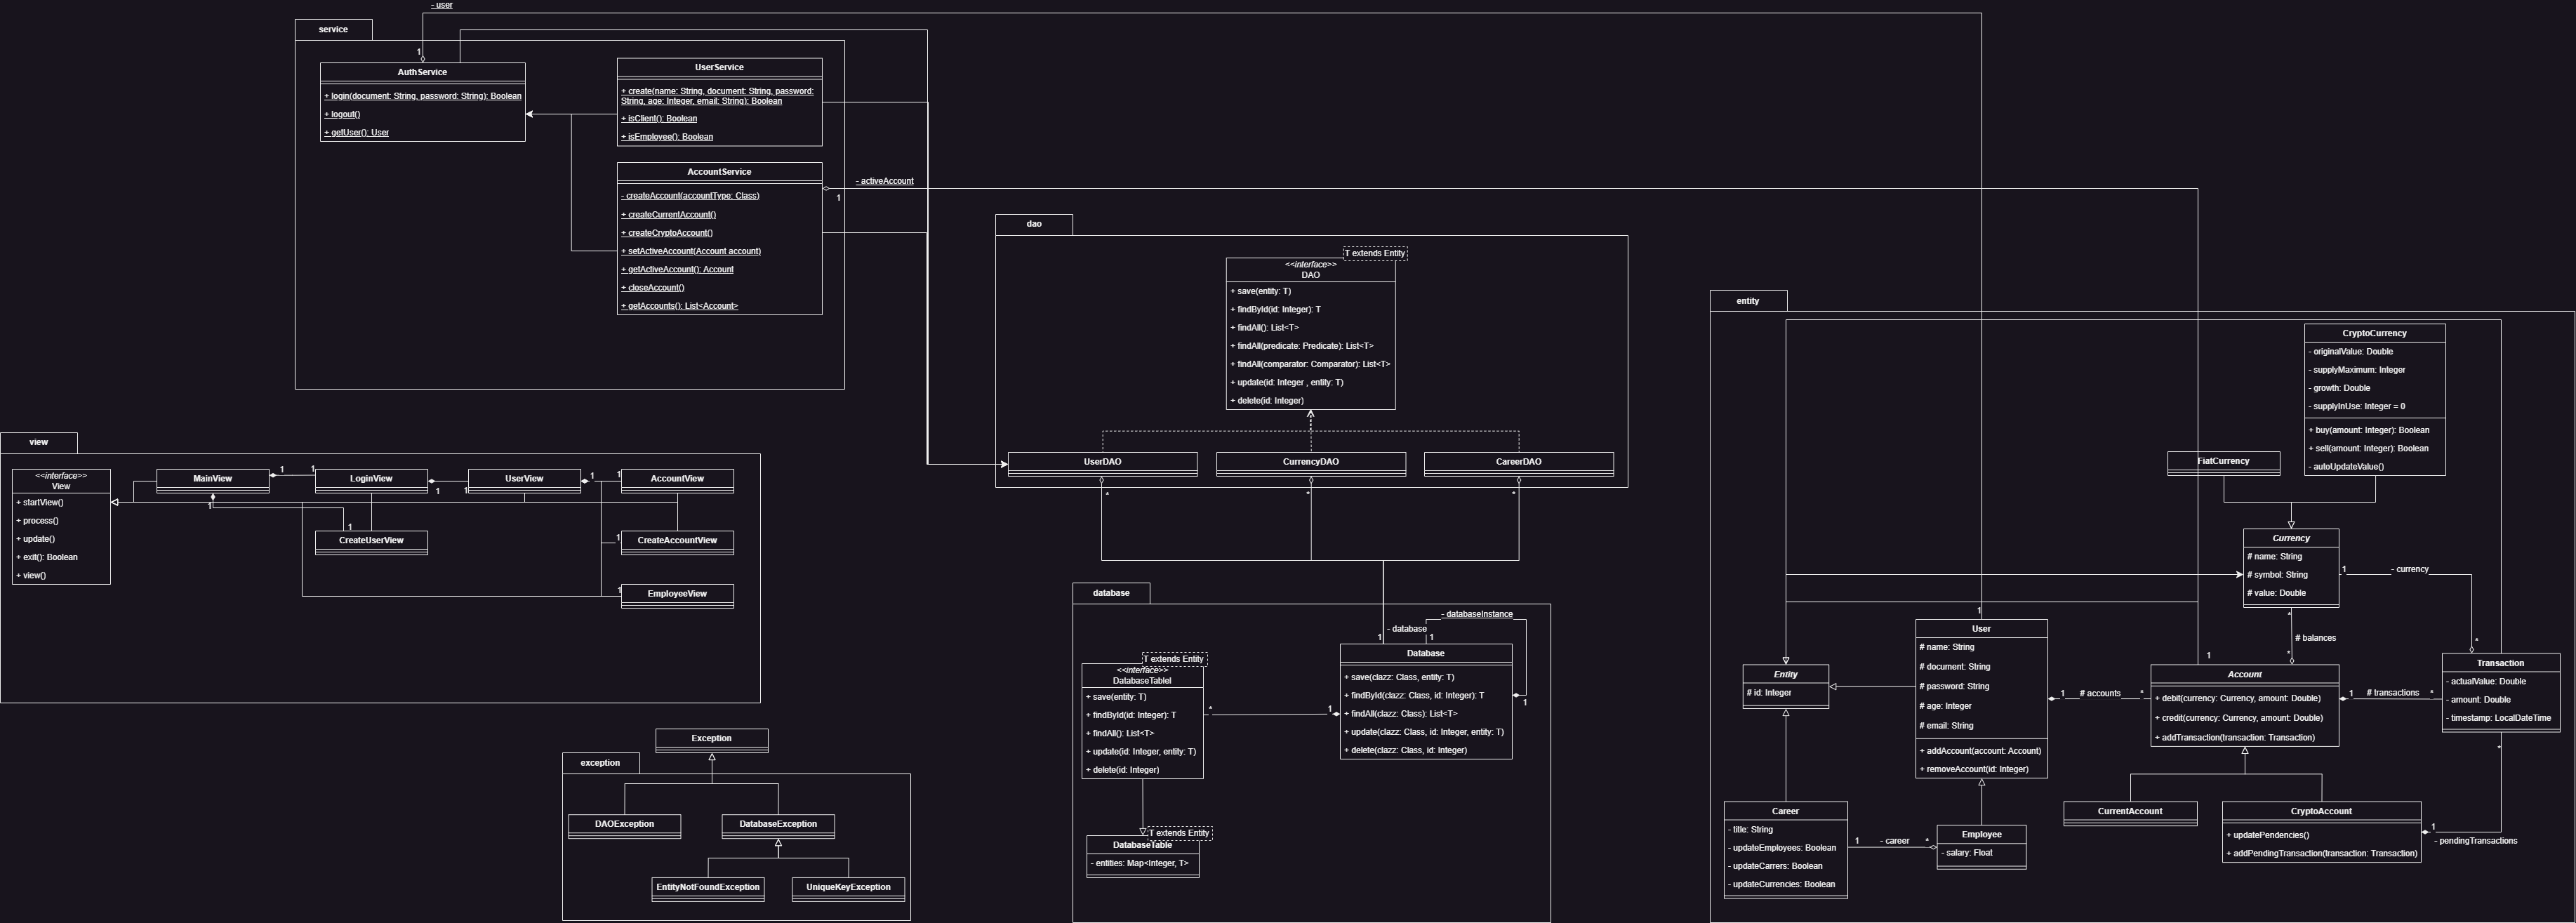 - user
service
1
AuthService
+ login(document: String, password: String): Boolean
+ logout()
+ getUser(): User
UserService
+ create(name: String, document: String, password:
String, age: Integer, email: String): Boolean
+ isClient(): Boolean
+ isEmployee(): Boolean
AccountService
- createAccount(accountType: Class)
+ createCurrentAccount()
+ createCryptoAccount()
+ setActiveAccount(Account account)
+ getActiveAccount(): Account
+ closeAccount()
+ getAccounts(): List<Account>
- activeAccount
1
dao
T extends Entity
<<interface>>
DAO
+ save(entity: T)
+ findById(id: Integer): T
+ findAll(): List<T>
+ findAll(predicate: Predicate): List<T>
+ findAll(comparator: Comparator): List<T>
+ update(id: Integer , entity: T)
+ delete(id: Integer)
UserDAO
CurrencyDAO
CareerDAO
*
*
*
view
<<interface>>
View
+ startView()
+ process()
+ update()
+ exit(): Boolean
+ view()
MainView
1
1
LoginView
1
1
UserView
1
1
AccountView
1
1
CreateUserView
1
CreateAccountView
1
EmployeeView
database
- databaseInstance
- database
1
1
T extends Entity
<<interface>>
DatabaseTableI
+ save(entity: T)
+ findById(id: Integer): T
+ findAll(): List<T>
+ update(id: Integer, entity: T)
+ delete(id: Integer)
*
1
Database
+ save(clazz: Class, entity: T)
+ findById(clazz: Class, id: Integer): T
+ findAll(clazz: Class): List<T>
+ update(clazz: Class, id: Integer, entity: T)
+ delete(clazz: Class, id: Integer)
1
T extends Entity
DatabaseTable
- entities: Map<Integer, T>
Exception
exception
DAOException
DatabaseException
EntityNotFoundException
UniqueKeyException
entity
CryptoCurrency
- originalValue: Double
- supplyMaximum: Integer
- growth: Double
- supplyInUse: Integer = 0
+ buy(amount: Integer): Boolean
+ sell(amount: Integer): Boolean
- autoUpdateValue()
FiatCurrency
Currency
# name: String
# symbol: String
# value: Double
1
- currency
*
*
# balances
*
1
User
# name: String
# document: String
# password: String
# age: Integer
# email: String
+ addAccount(account: Account)
+ removeAccount(id: Integer)
Entity
# id: Integer
1
# accounts
*
1
Account
+ debit(currency: Currency, amount: Double)
+ credit(currency: Currency, amount: Double)
+ addTransaction(transaction: Transaction)
1
# transactions
*
Transaction
- actualValue: Double
- amount: Double
- timestamp: LocalDateTime
*
Career
- title: String
- updateEmployees: Boolean
- updateCarrers: Boolean
- updateCurrencies: Boolean
1
- career
*
Employee
- salary: Float
CurrentAccount
CryptoAccount
+ updatePendencies()
+ addPendingTransaction(transaction: Transaction)
1
- pendingTransactions